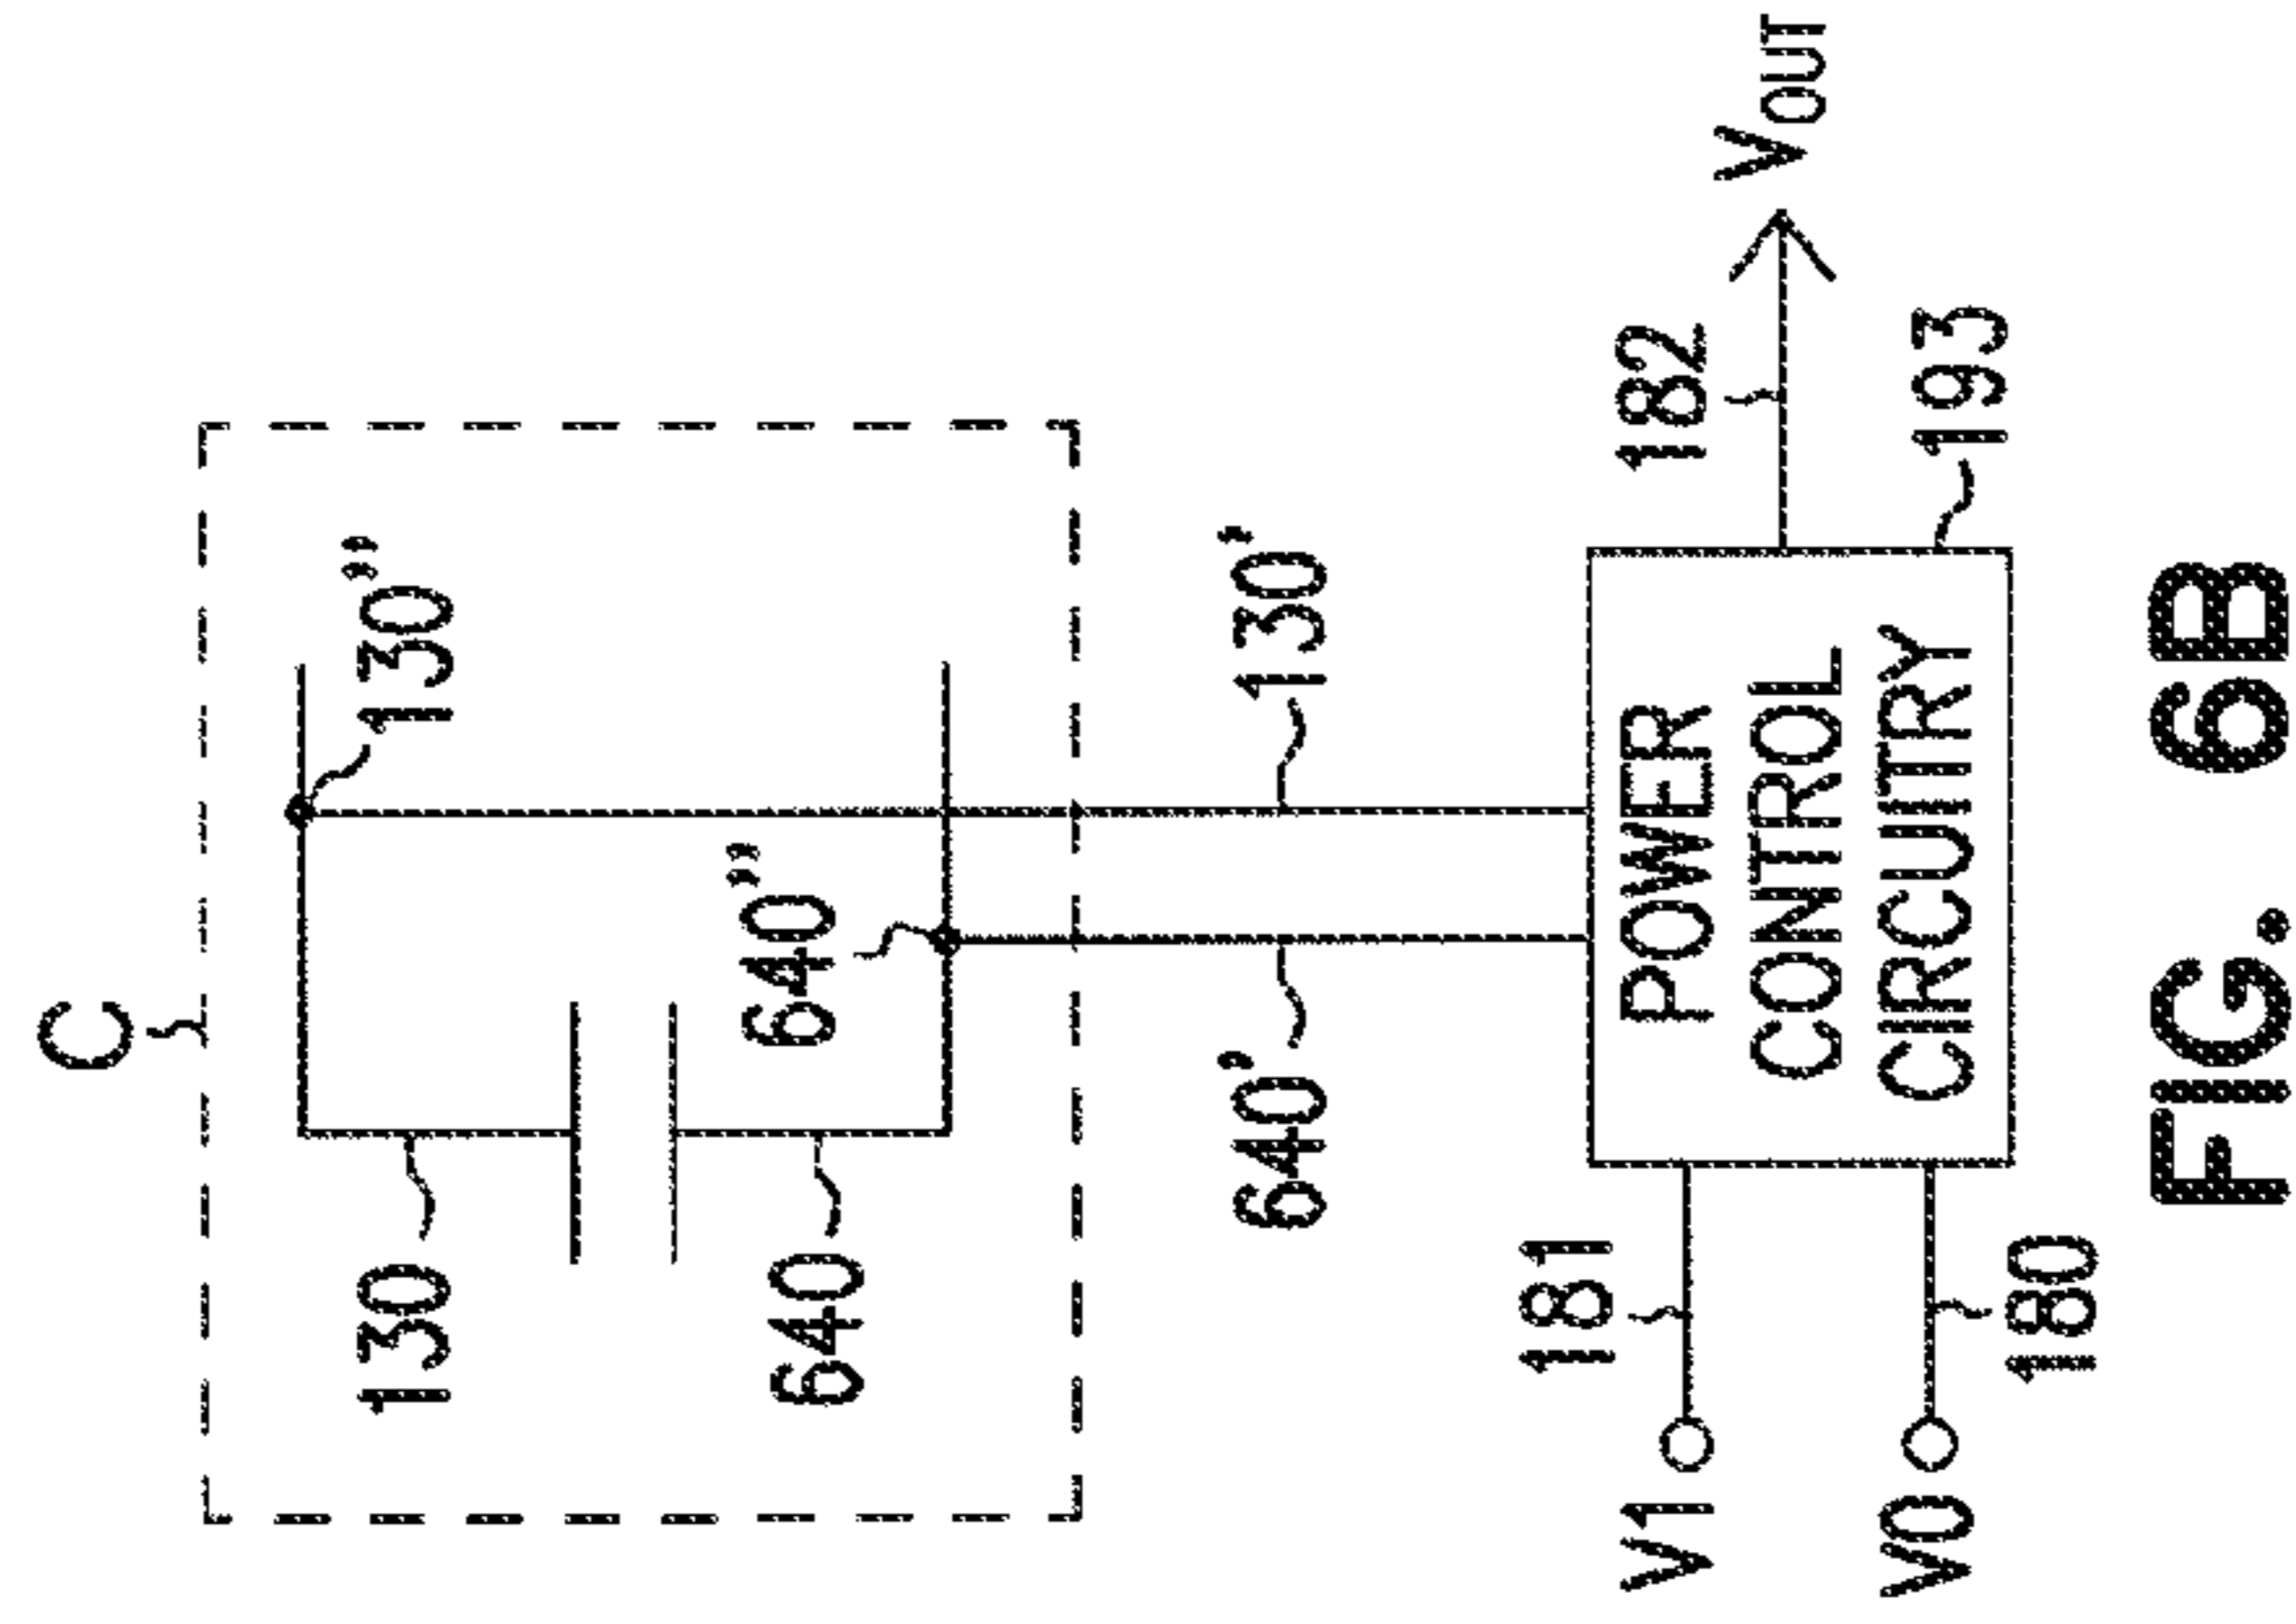 C
130"
130
640"
640
130'
640'
182
VOUT
181
V1
POWER
CONTROL
CIRCUITRY
193
V0
180
FIG. 6B